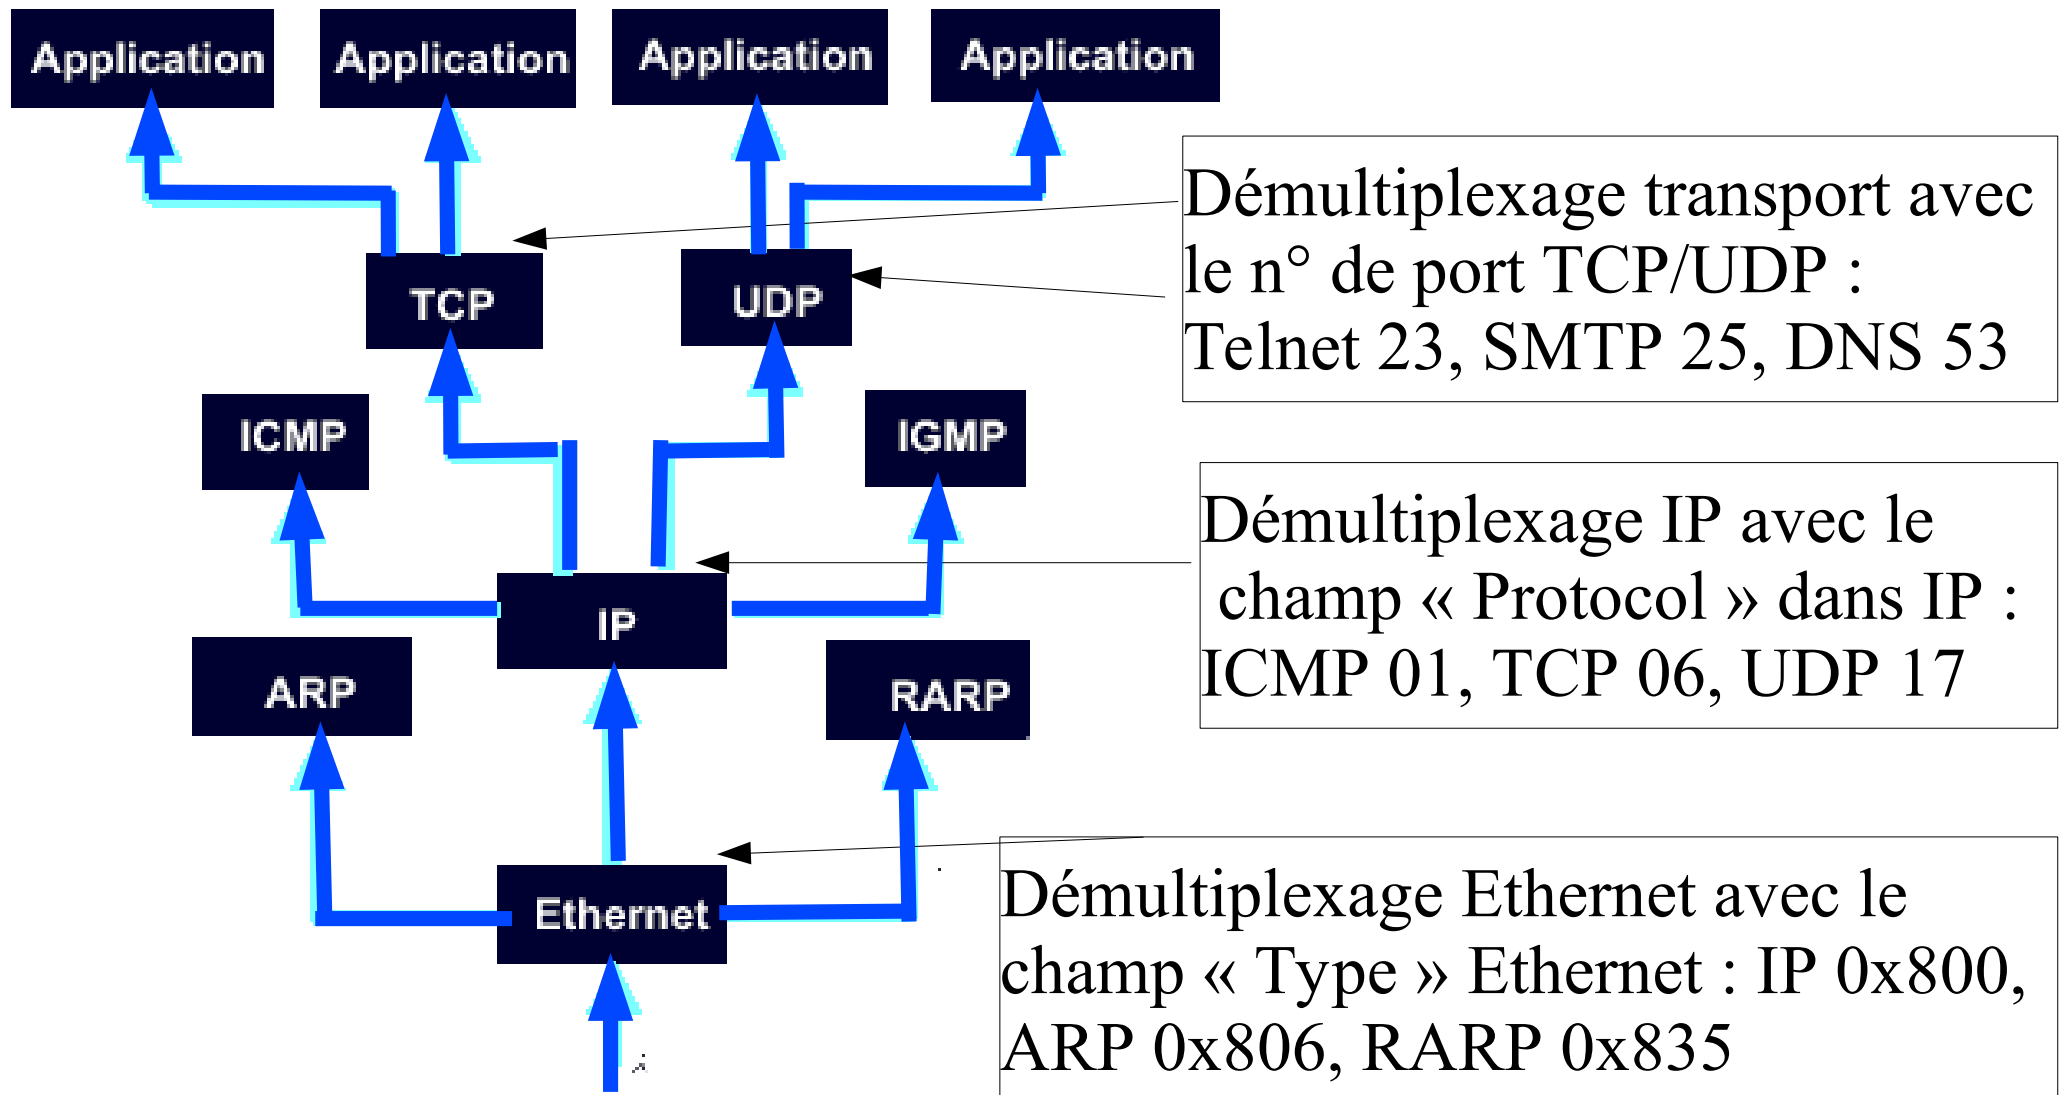 Application
Application
Application
Application
Démultiplexage transport avec
le n° de port TCP/UDP :
Telnet 23, SMTP 25, DNS 53
TCP
UDP
ICMP
IGMP
Démultiplexage IP avec le
champ « Protocol » dans IP :
ICMP 01, TCP 06, UDP 17
IP
ARP
RARP
Démultiplexage Ethernet avec le
champ « Type » Ethernet : IP 0x800,
ARP 0x806, RARP 0x835
Ethernet